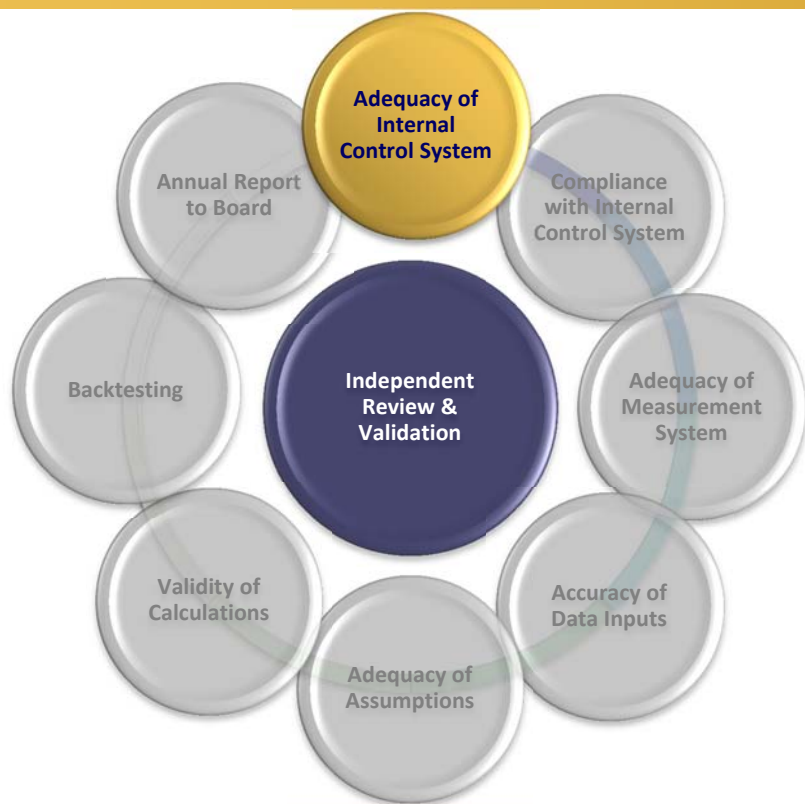 Adequacy of
Internal
Control System
Compliance
with Internal
Control System
Adequacy of
Measurement
System
Accuracy of
Data Inputs
Adequacy of
Assumptions
Validity of
Calculations
Backtesting
Annual Report
to Board
Independent
Review &
Validation